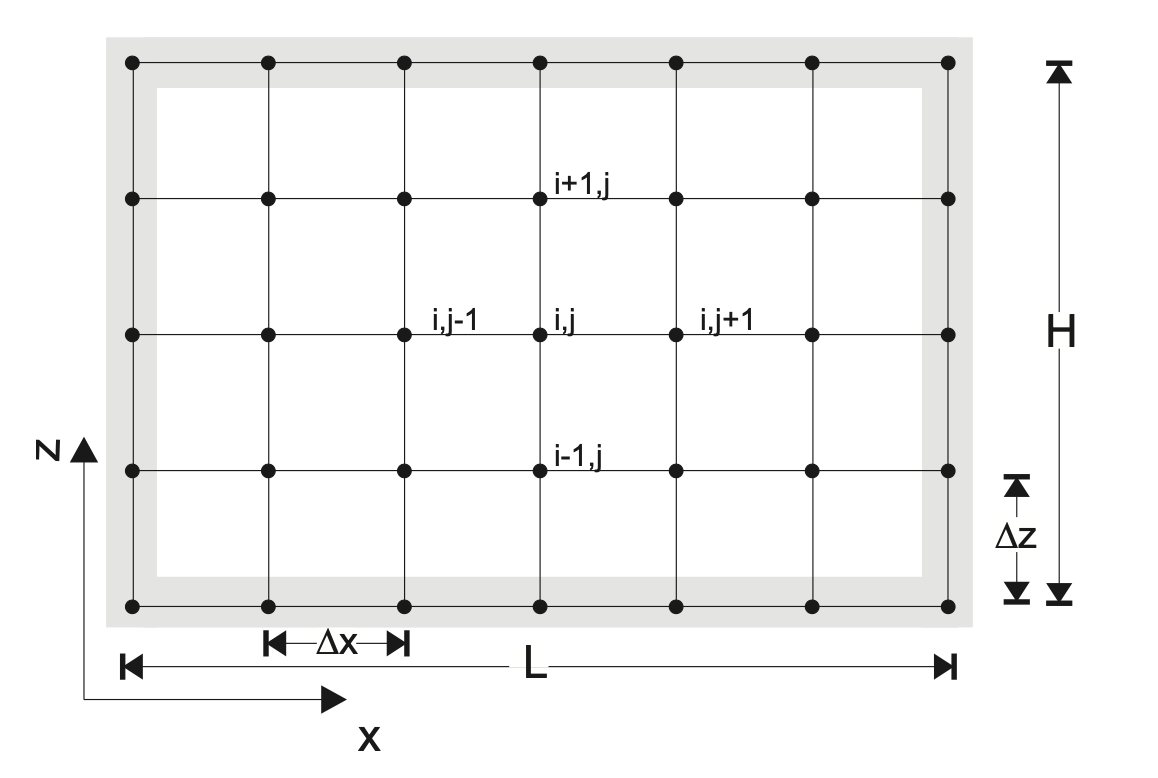 i+1,j
i,j-1 i,j i,j+1
H
i-1,j
z
Δz
Δx
L
x